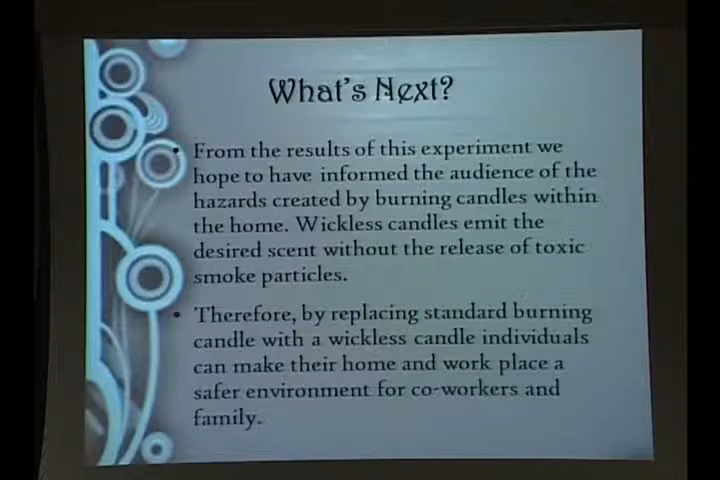 What's Next?
• From the results of this experiment we
hope to have informed the audience of the
hazards created by burning candles within
the home. Wickless candles emit the
desired scent without the release of toxic
smoke particles.
• Therefore, by replacing standard burning
candle with a wickless candle individuals
can make their home and work place a
safer environment for co-workers and
family.